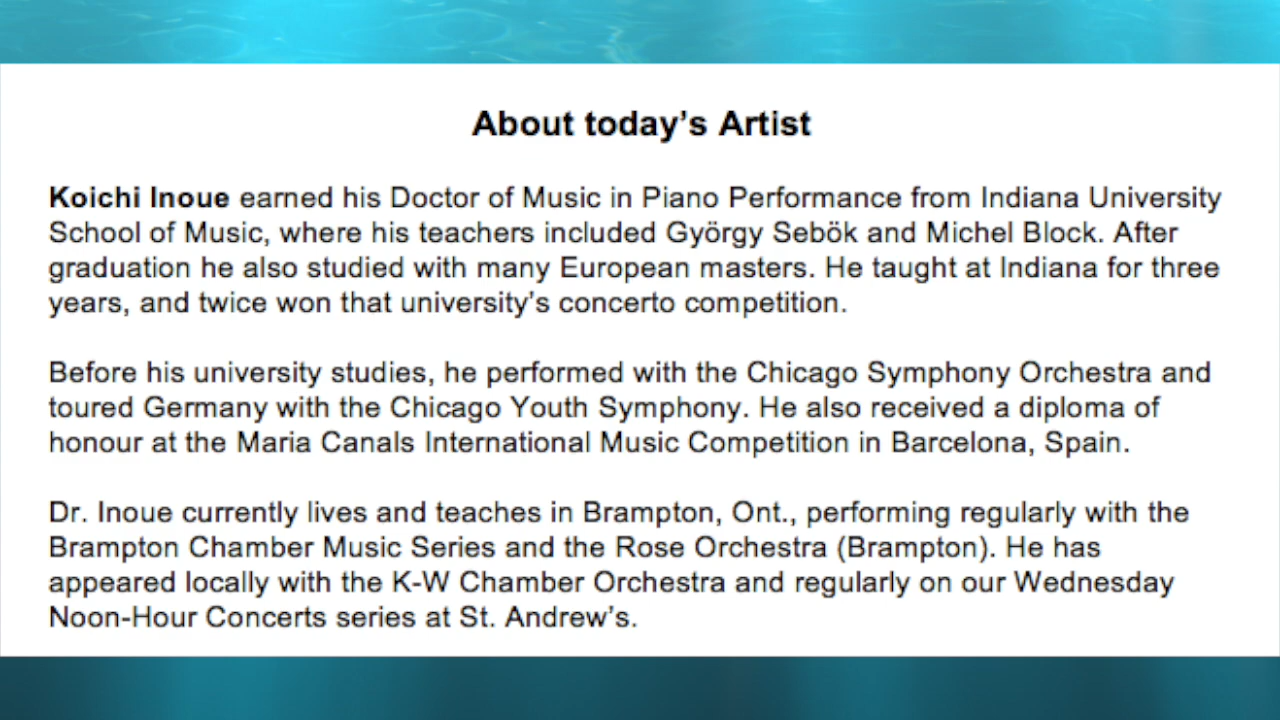 About today’s Artist
Koichi Inoue earned his Doctor of Music in Piano Performance from Indiana University
School of Music, where his teachers included György Sebök and Michel Block. After
graduation he also studied with many European masters. He taught at Indiana for three
years, and twice won that university’s concerto competition.
Before his university studies, he performed with the Chicago Symphony Orchestra and
toured Germany with the Chicago Youth Symphony. He also received a diploma of
honour at the Maria Canals International Music Competition in Barcelona, Spain.
Dr. Inoue currently lives and teaches in Brampton, Ont., performing regularly with the
Brampton Chamber Music Series and the Rose Orchestra (Brampton). He has
appeared locally with the K-W Chamber Orchestra and regularly on our Wednesday
Noon-Hour Concerts series at St. Andrew’s.